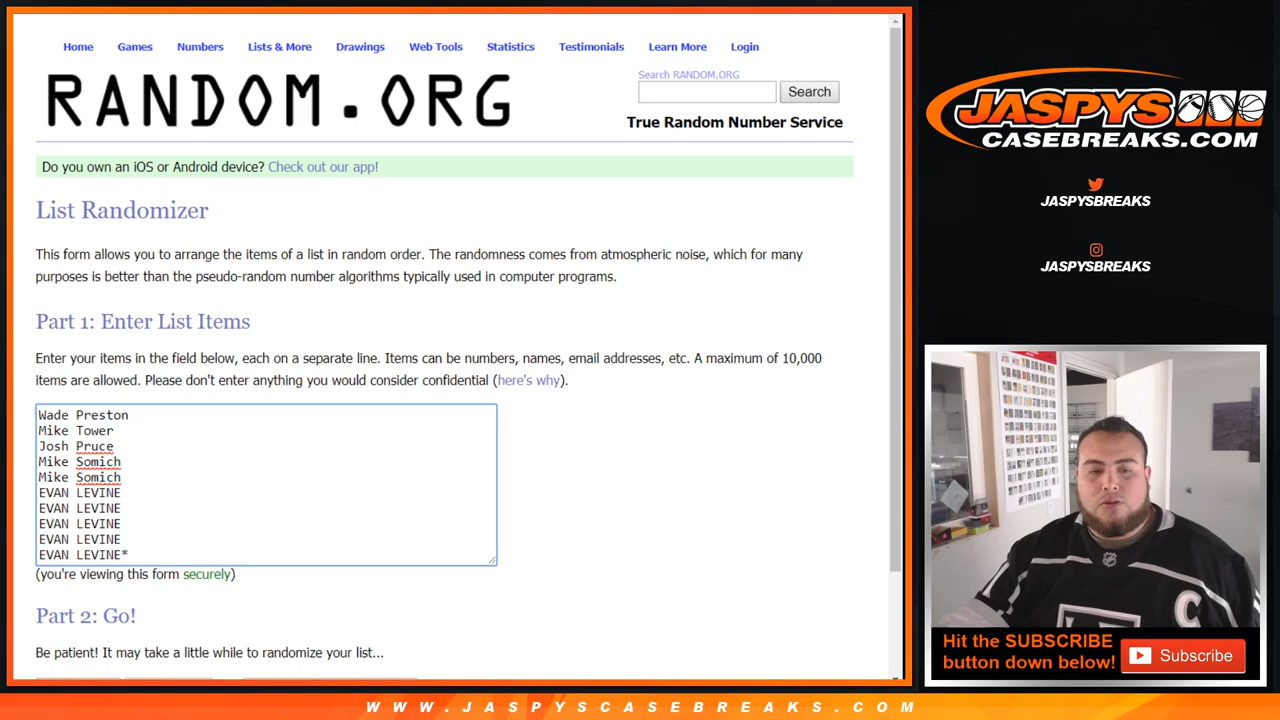 Home Games Numbers Lists & More Drawings Web Tools Statistics Testimonials Learn More Login
RANDOM.ORG
Search RANDOM.ORG
Search
True Random Number Service
Do you own an iOS or Android device? Check out our app!
List Randomizer
This form allows you to arrange the items of a list in random order. The randomness comes from atmospheric noise, which for many
purposes is better than the pseudo-random number algorithms typically used in computer programs.
Part 1: Enter List Items
Enter your items in the field below, each on a separate line. Items can be numbers, names, email addresses, etc. A maximum of 10,000
items are allowed. Please don't enter anything you would consider confidential (here's why).
Wade Preston
Mike Tower
Josh Pruce
Mike Somich
Mike Somich
EVAN LEVINE
EVAN LEVINE
EVAN LEVINE
EVAN LEVINE
EVAN LEVINE*
(you're viewing this form securely)
Part 2: Go!
Be patient! It may take a little while to randomize your list...
JASPYS
CASEBREAKS.COM
JASPYSBREAKS
JASPYSBREAKS
C
Hit the SUBSCRIBE
button down below!
Subscribe
WWW.JASPYSCASEBREAKS.COM